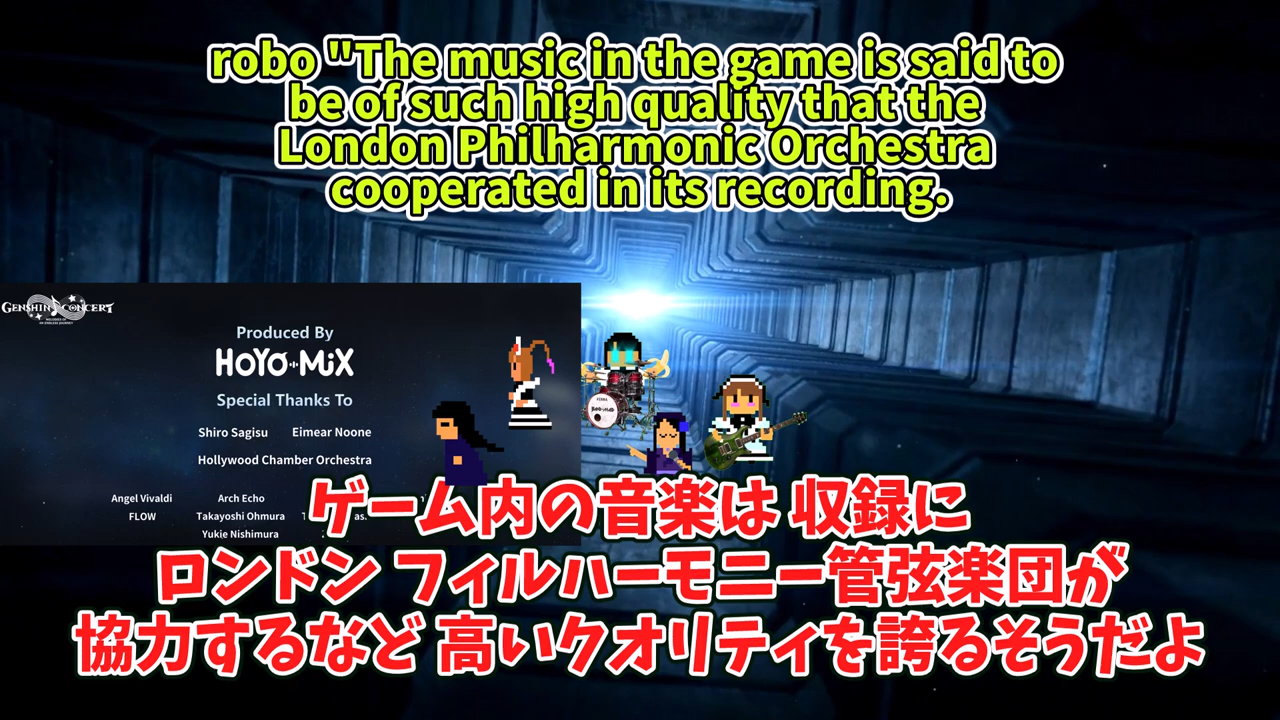 robo "The music in the game is said to
be of such high quality that the
London Philharmonic Orchestra
cooperated in its recording.
GENSHIN CONCERT
MELODIES OF
AN ENDLESS JOURNEY
Produced By
HOYO-MiX
Special Thanks To
Shiro Sagisu Eimear Noone
Hollywood Chamber Orchestra
Angel Vivaldi Arch Echo
FLOW Takayoshi Ohmura
Yukie Nishimura
ゲーム内の音楽は 収録に
ロンドン フィルハーモニー管弦楽団が
協力するなど 高いクオリティを誇るそうだよ